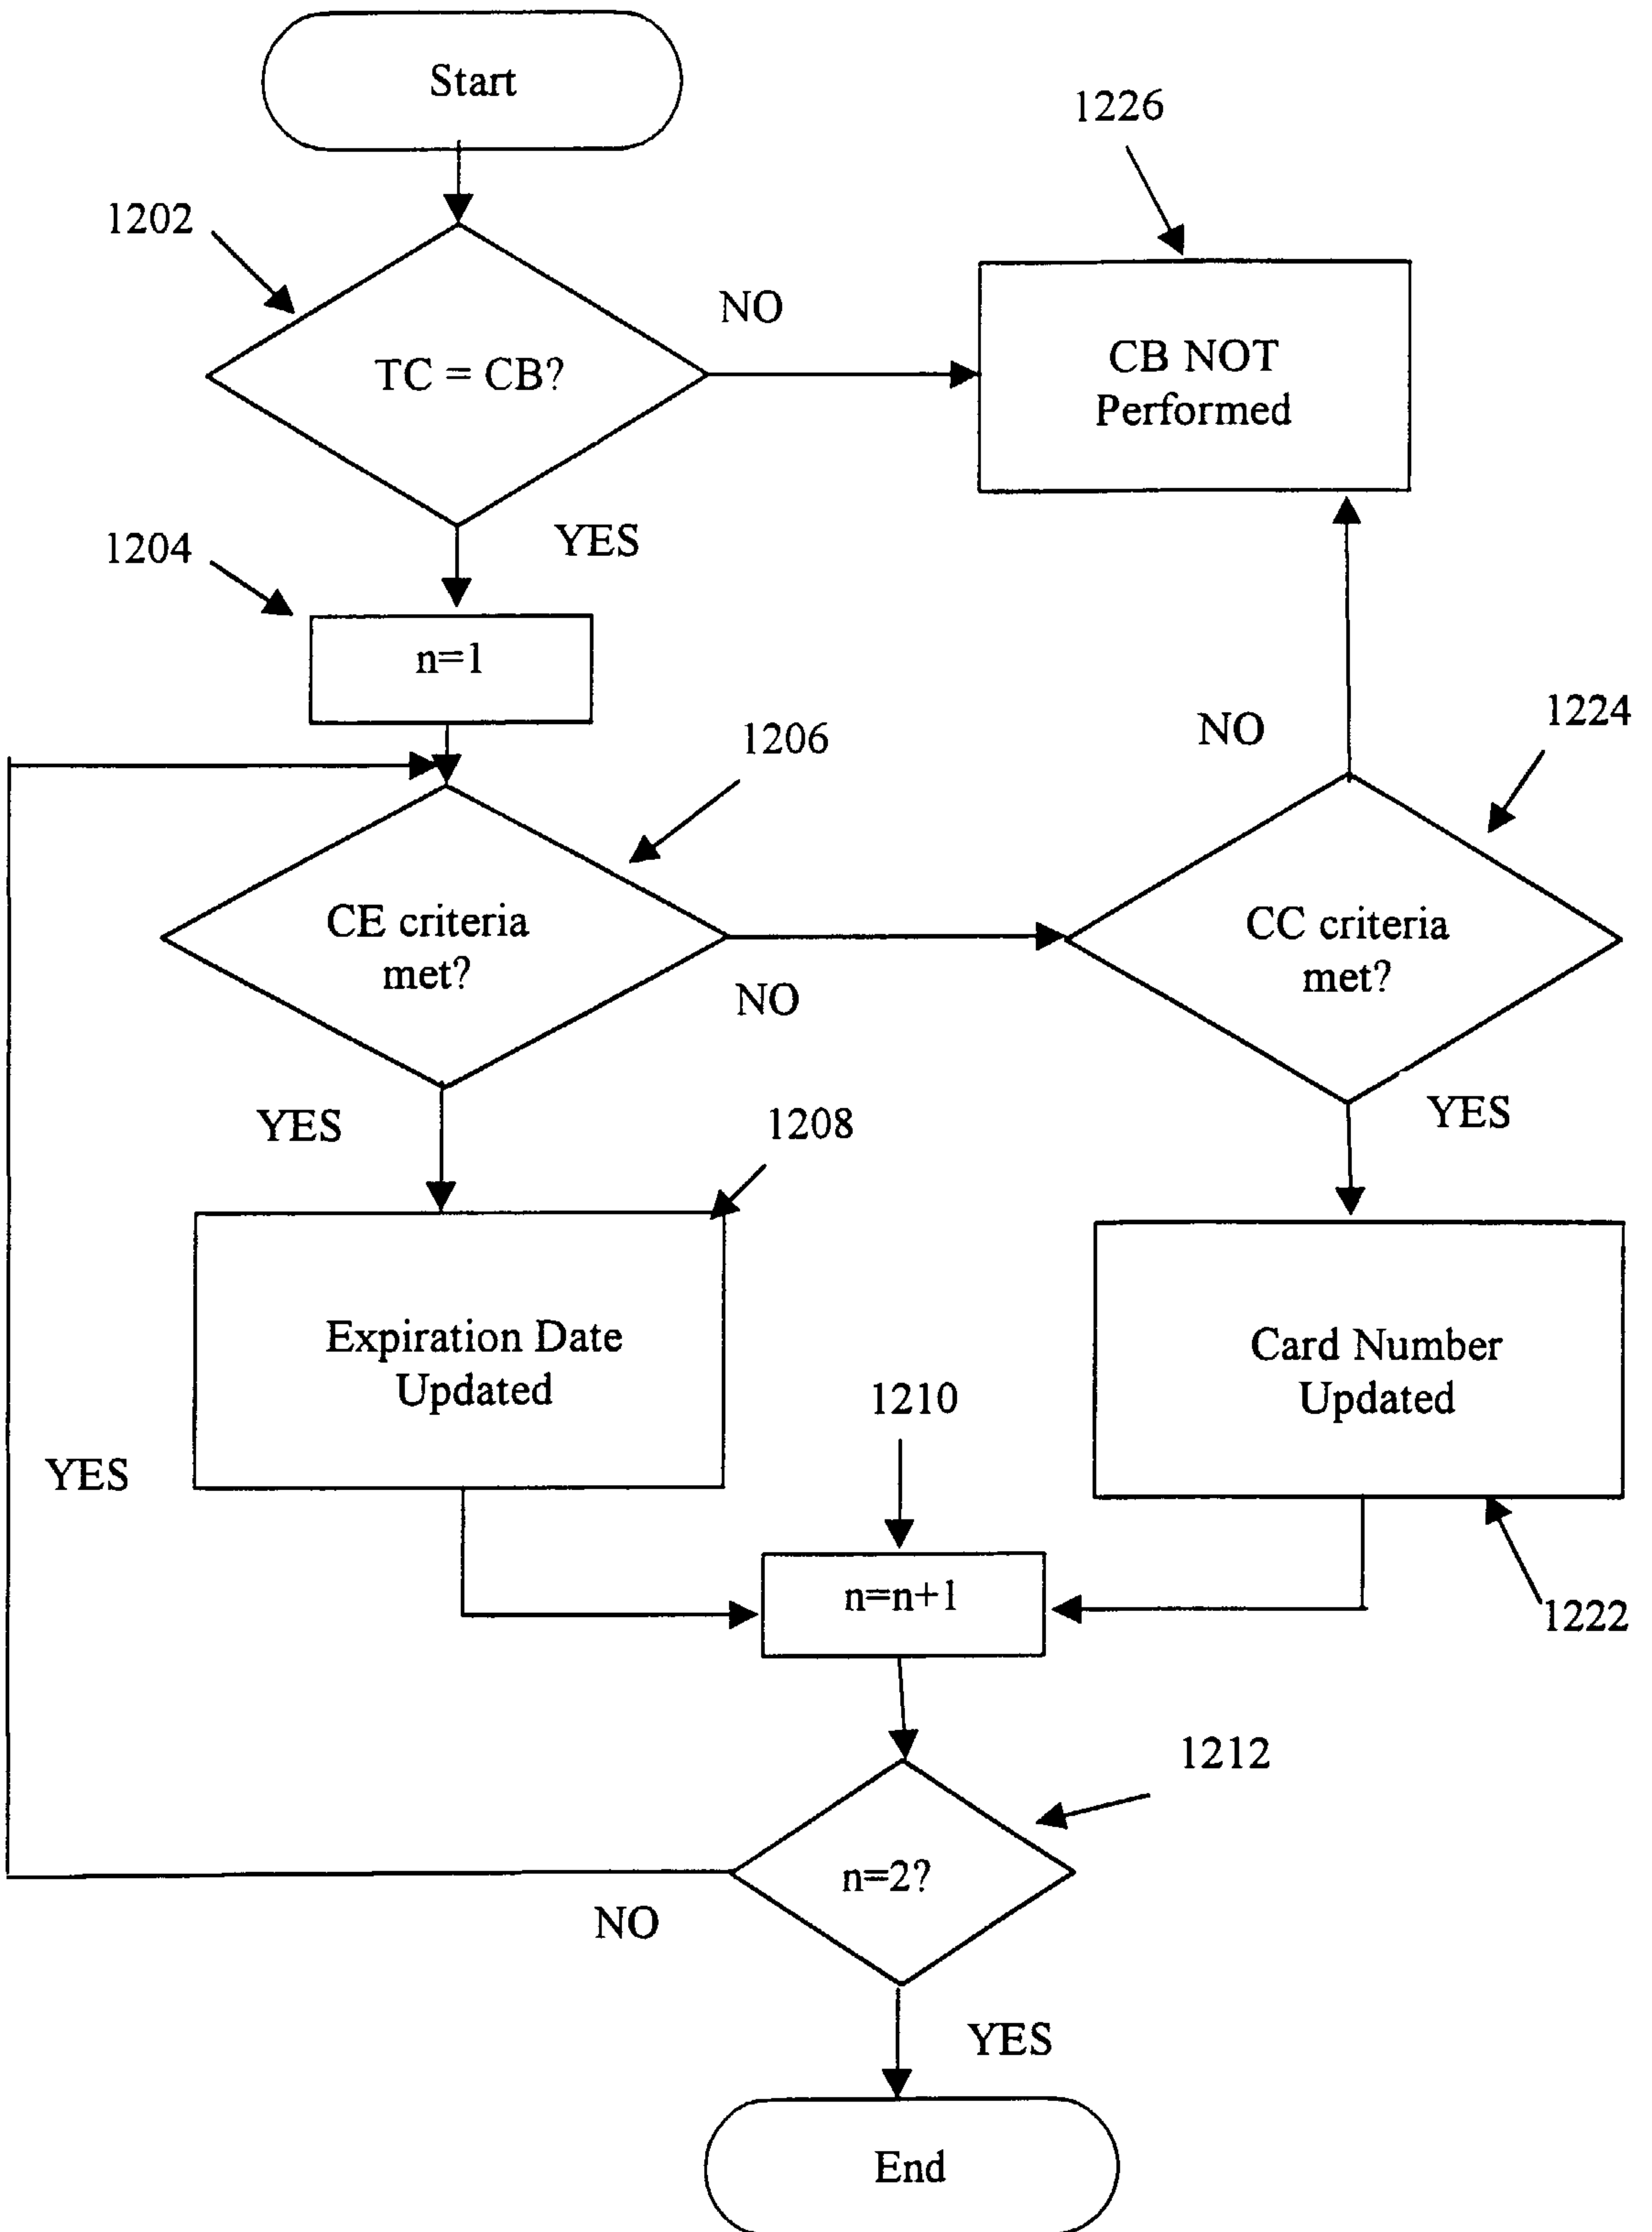 Start
1226
1202
NO
TC = CB?
CB NOT
Performed
YES
1204
n=1
1206
1224
NO
CE criteria
met?
CC criteria
met?
NO
YES
1208
YES
Expiration Date
Updated
Card Number
Updated
1210
YES
n=n+1
1222
1212
n=2?
NO
YES
End